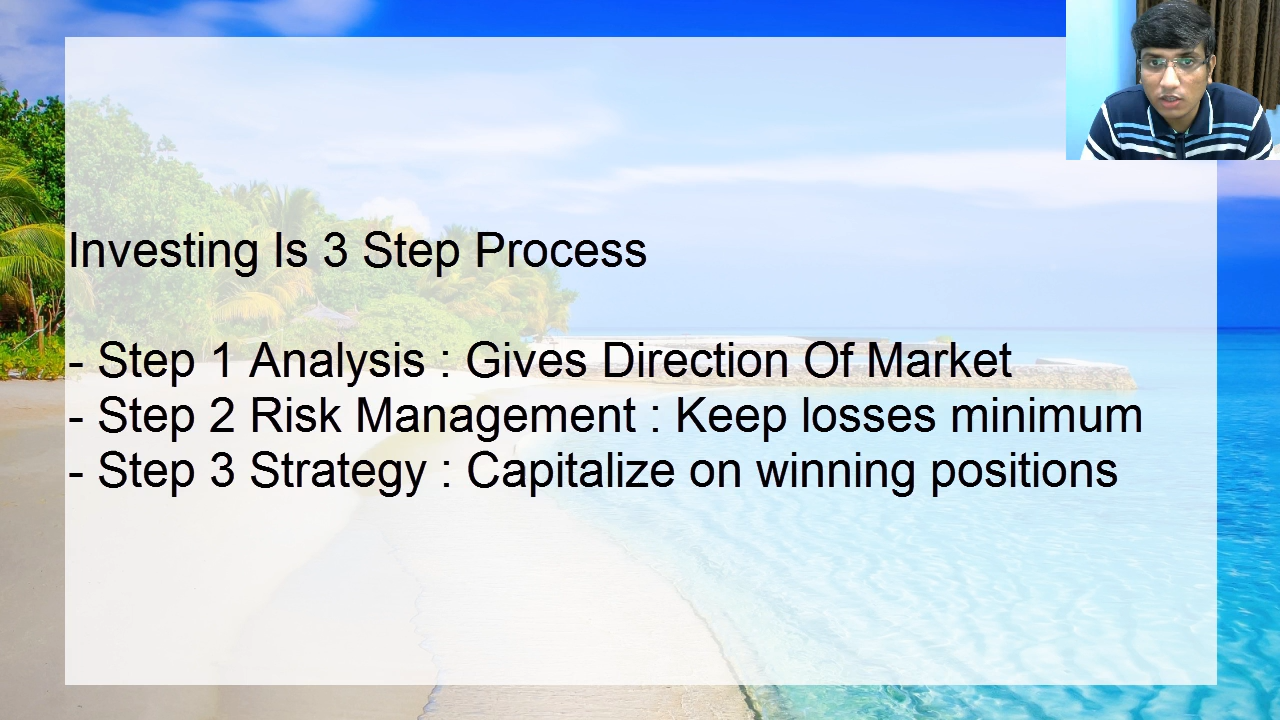 Investing Is 3 Step Process
- Step 1 Analysis : Gives Direction Of Market
- Step 2 Risk Management : Keep losses minimum
- Step 3 Strategy : Capitalize on winning positions